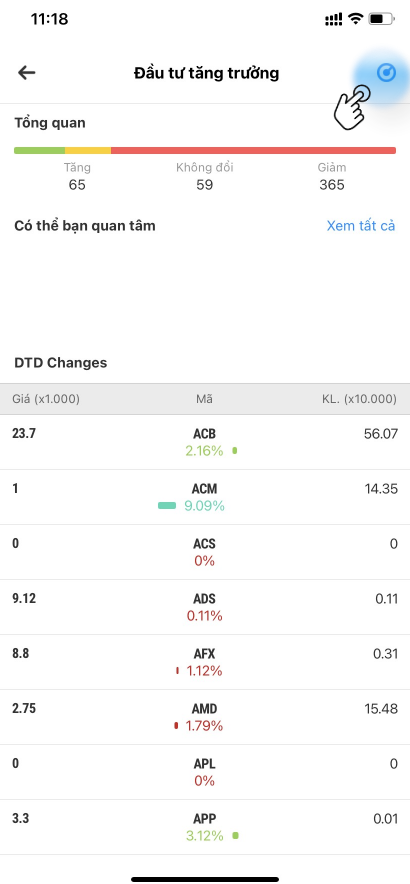 11:18
Đầu tư tăng trưởng
Tổng quan
Tăng Không đổi Giảm
65 59 365
Có thể bạn quan tâm Xem tất cả
DTD Changes
Giá (x1.000) Mã KL. (x10.000)
23.7 ACB 56.07
2.16%
1 ACM 14.35
9.09%
0 ACS 0
0%
9.12 ADS 0.11
0.11%
8.8 AFX 0.31
1.12%
2.75 AMD 15.48
1.79%
0 APL 0
0%
3.3 APP 0.01
3.12%